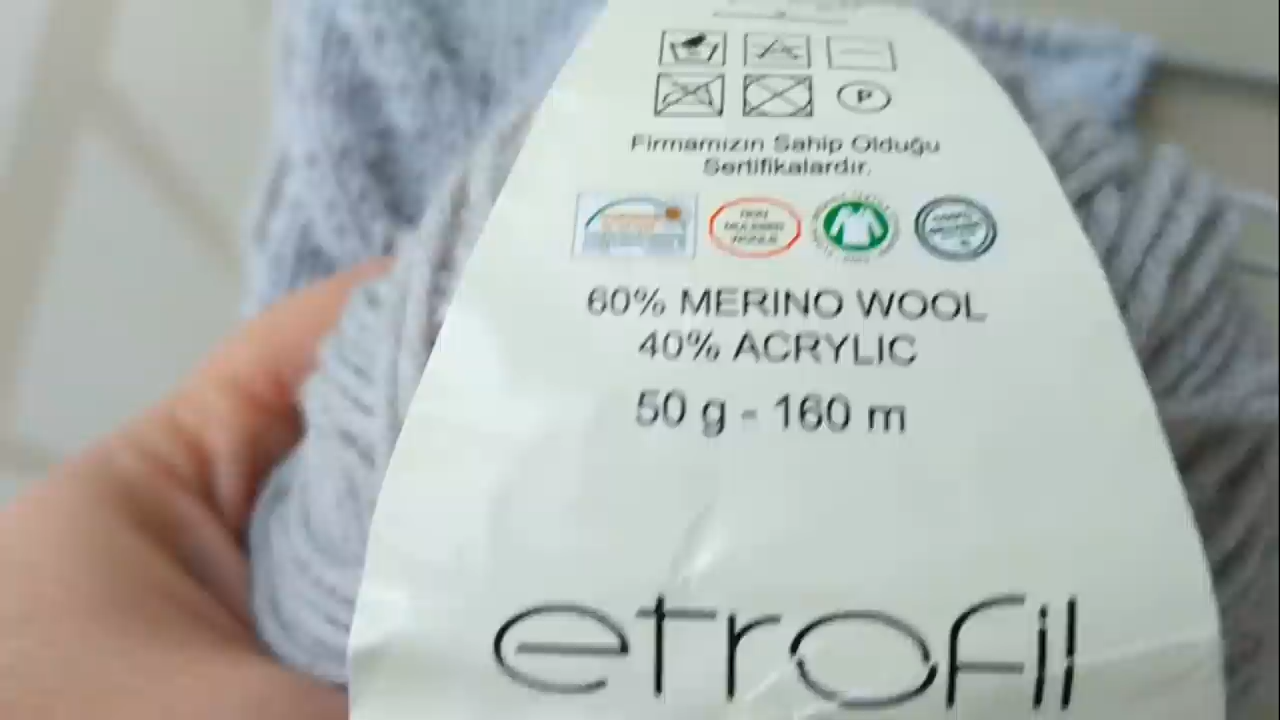 P
Firmamızın Sahip Olduğu
Sertifikalardır.
60% MERINO WOOL
40% ACRYLIC
50 g - 160 m
etrofil